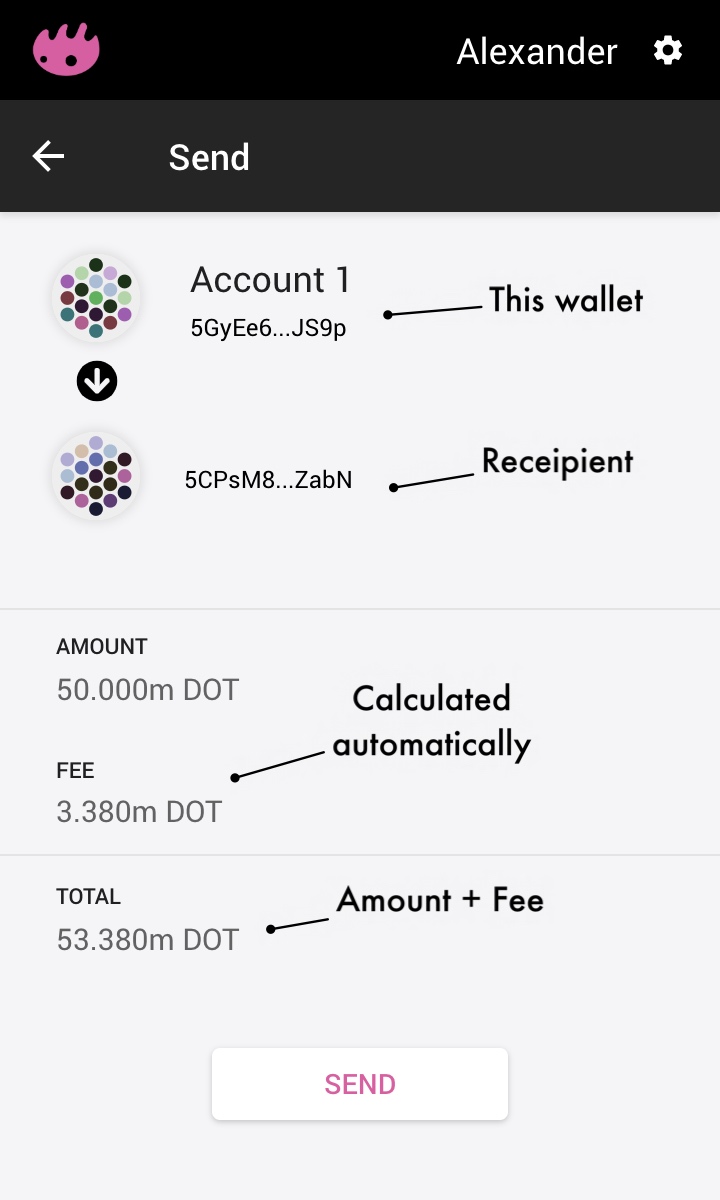 Alexander
Send
Account 1
5GyEe6...JS9p
This wallet
5CPsM8...ZabN
Receipient
AMOUNT
50.000m DOT
Calculated
automatically
FEE
3.380m DOT
TOTAL
53.380m DOT
Amount + Fee
SEND